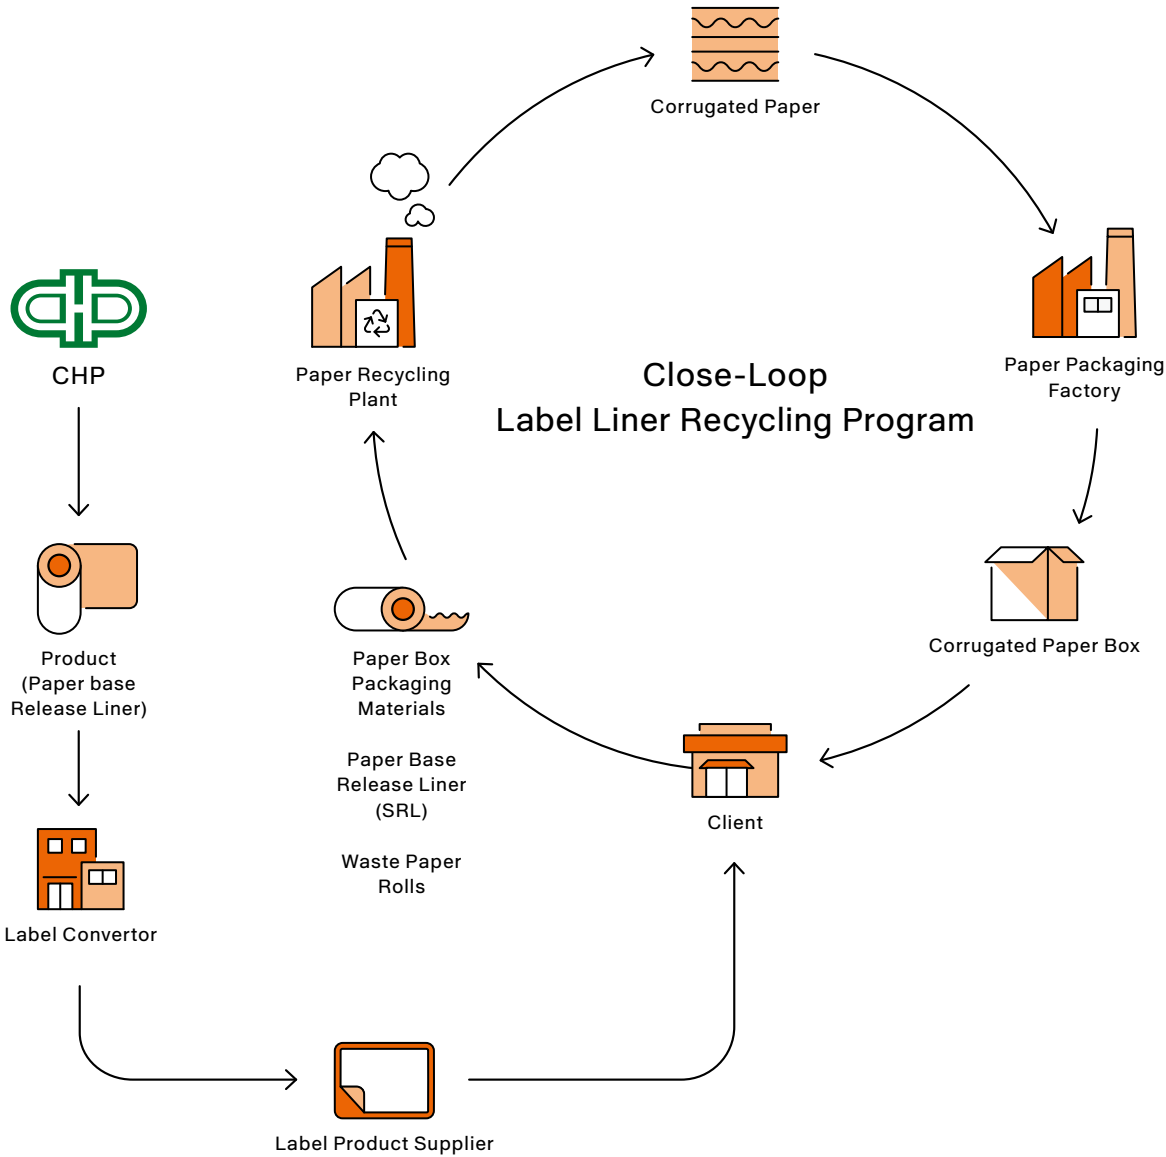 Corrugated Paper
CHP
Paper Recycling
Plant
Close-Loop
Label Liner Recycling Program
Paper Packaging
Factory
Product
(Paper base
Release Liner)
Paper Box
Packaging
Materials
Paper Base
Release Liner
(SRL)
Waste Paper
Rolls
Corrugated Paper Box
Client
Label Convertor
Label Product Supplier